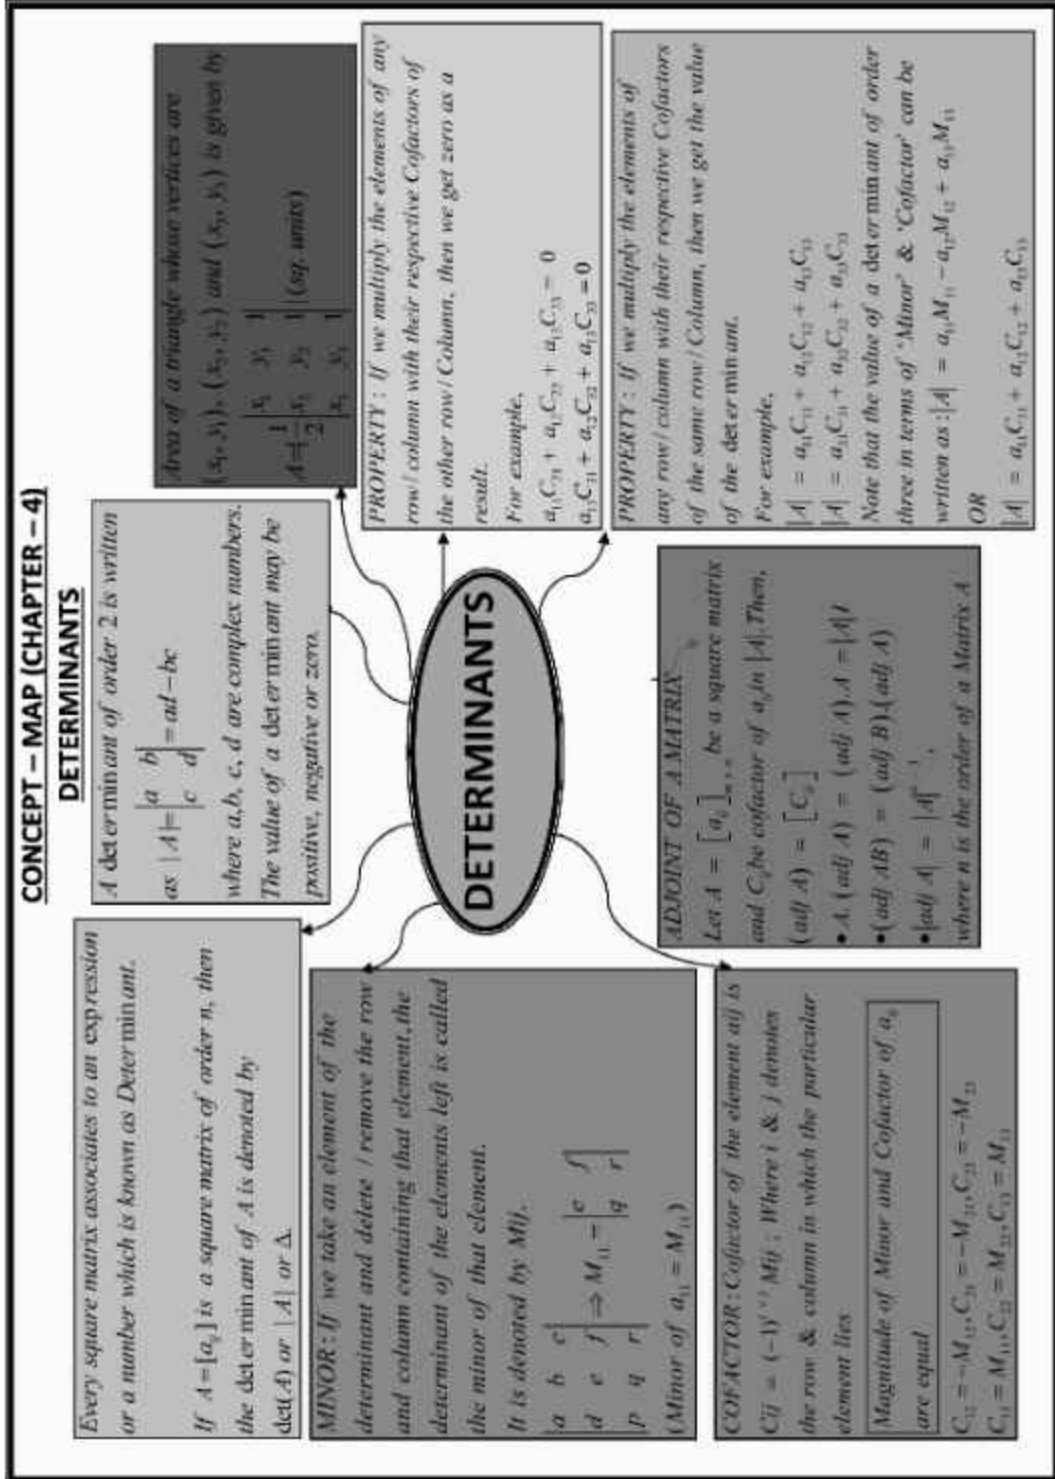 CONCEPT – MAP (CHAPTER – 4)
DETERMINANTS
Every square matrix associates to an expression
or a number which is known as Determinant.
If A = [aᵢⱼ] is a square matrix of order n, then
the determinant of A is denoted by
det(A) or |A| or Δ.
A determinant of order 2 is written
as |A| = |a b|
|c d| = ad − bc
where a,b, c, d are complex numbers.
The value of a determinant may be
positive, negative or zero.
Area of a triangle whose vertices are
(x₁, y₁), (x₂, y₂) and (x₃, y₃) is given by
|x₁ y₁ 1|
A = |1/2 |x₂ y₂ 1| | (sq. units)
|x₃ y₃ 1|
MINOR : If we take an element of the
determinant and delete / remove the row
and column containing that element, the
determinant of the elements left is called
the minor of that element.
It is denoted by Mij.
|a b c|
|d e f| ⇒ M₁₁ = |e f|
|p q r| |q r|
(Minor of a₁₁ = M₁₁)
DETERMINANTS
PROPERTY : If we multiply the elements of any
row/ column with their respective Cofactors of
the other row/ Column, then we get zero as a
result.
For example,
a₁₁C₂₁ + a₁₂C₂₂ + a₁₃C₂₃ = 0
a₁₁C₃₁ + a₁₂C₃₂ + a₁₃C₃₃ = 0
PROPERTY : If we multiply the elements of
any row/column with their respective Cofactors
of the same row/ Column, then we get the value
of the determinant.
For example,
|A| = a₁₁C₁₁ + a₁₂C₁₂ + a₁₃C₁₃
|A| = a₃₁C₃₁ + a₃₂C₃₂ + a₃₃C₃₃
Note that the value of a determinant of order
three in terms of 'Minor' & 'Cofactor' can be
written as : |A| = a₁₁M₁₁ − a₁₂M₁₂ + a₁₃M₁₃
OR
|A| = a₁₁C₁₁ + a₁₂C₁₂ + a₁₃C₁₃
COFACTOR : Cofactor of the element aij is
Cij = (−1)ⁱ⁺ʲ Mij ; Where i & j denotes
the row & column in which the particular
element lies
Magnitude of Minor and Cofactor of aᵢⱼ
are equal
C₁₂ = −M₁₂, C₂₁ = −M₂₁, C₂₃ = −M₂₃
C₁₁ = M₁₁, C₂₂ = M₂₂, C₁₃ = M₁₃
ADJOINT OF A MATRIX
Let A = [aᵢⱼ] be a square matrix
and Cᵢⱼ be cofactor of aᵢⱼ in |A|. Then,
(adj A) = [Cᵢⱼ]
• A. (adj A) = (adj A).A = |A|I
• (adj AB) = (adj B).(adj A)
• |adj A| = |A|ⁿ⁻¹,
where n is the order of a Matrix A